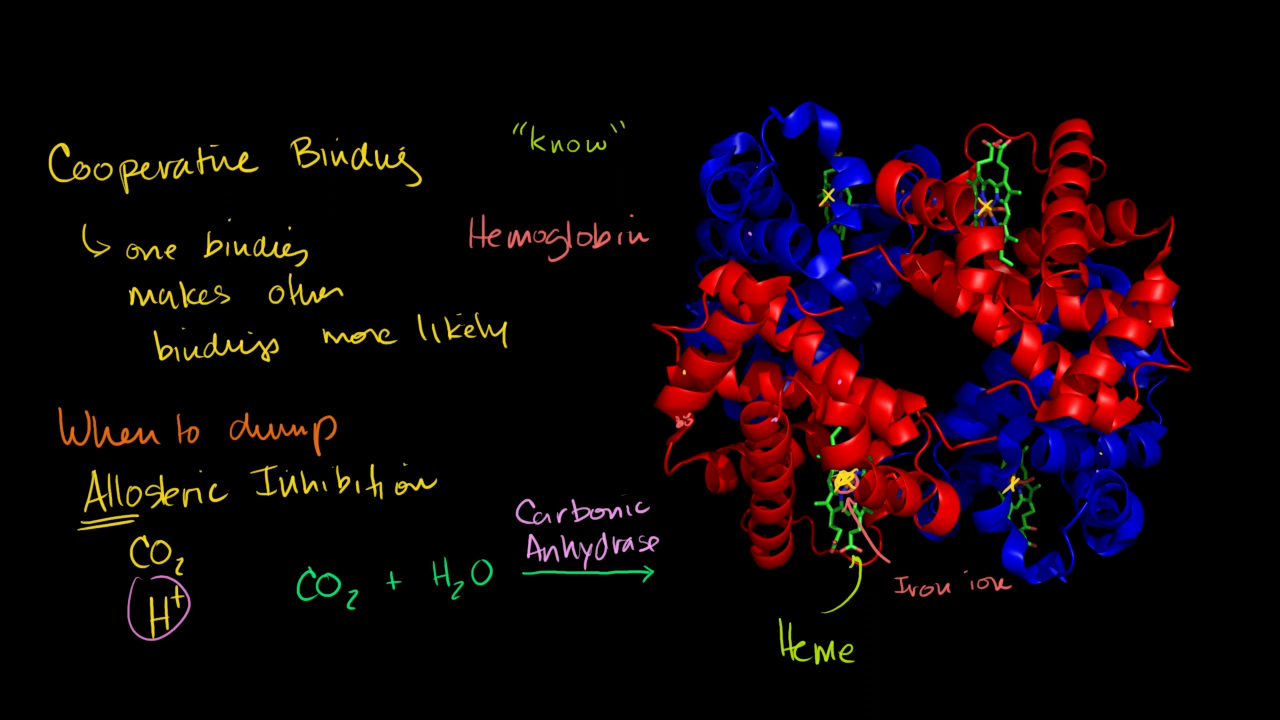 Cooperative Binding
↳ one binding
makes other
bindings more likely
"know"
Hemoglobin
When to dump
Allosteric Inhibition
CO₂
H⁺
CO₂ + H₂O
Carbonic
Anhydrase
Iron ion
Heme